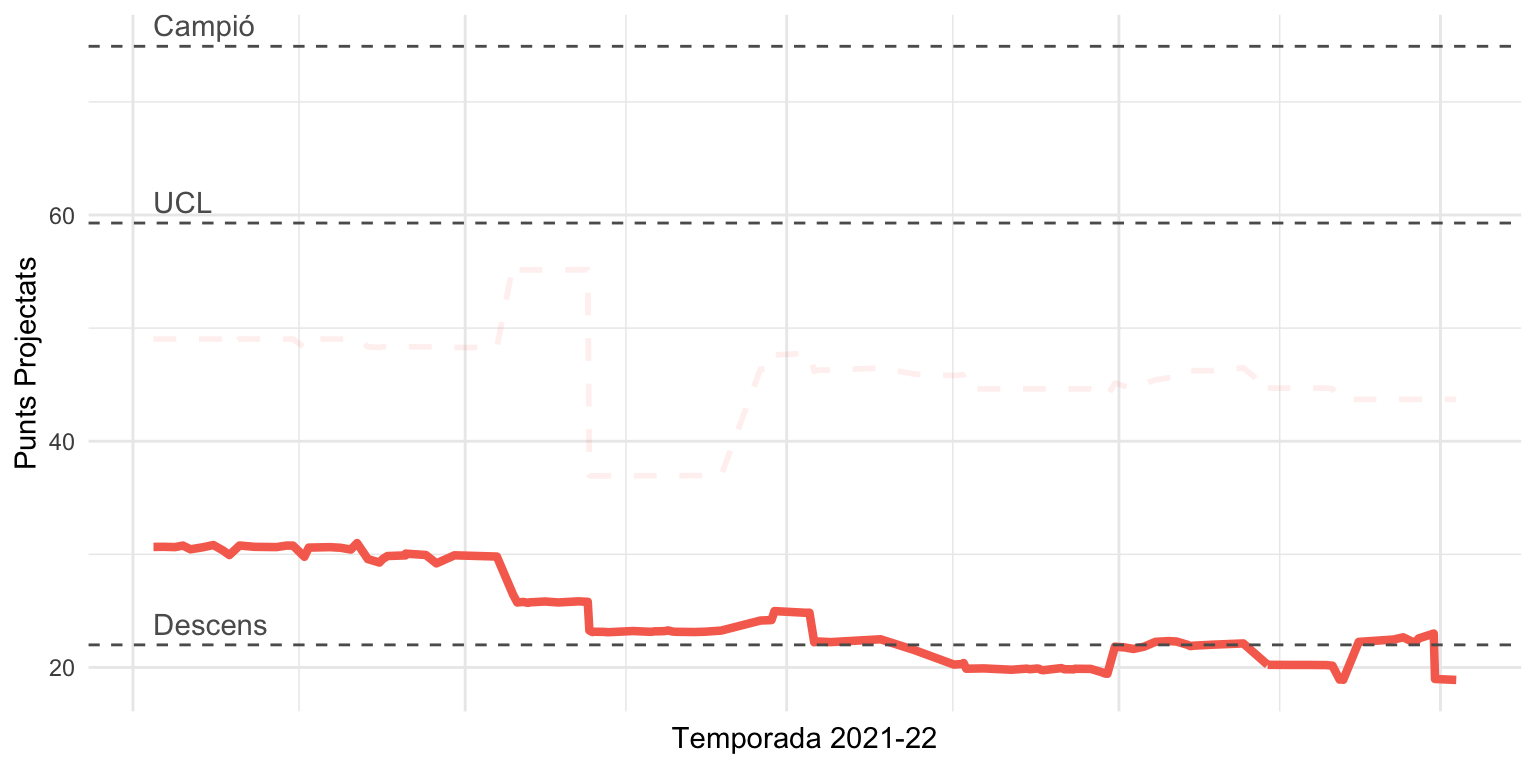 Campió
UCL
60
40
Descens
20
Punts Projectats
Temporada 2021-22